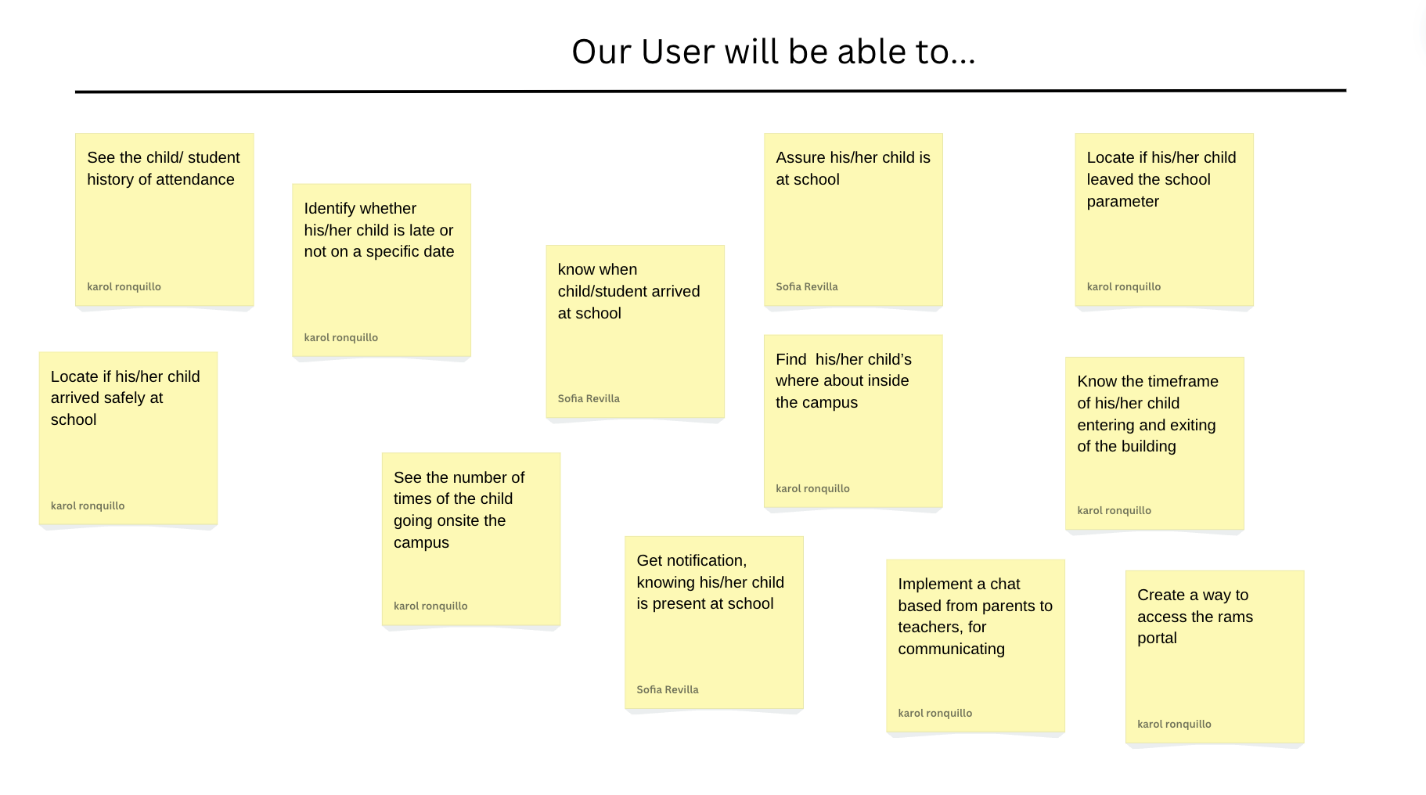 Our User will be able to...
See the child/ student
history of attendance
karol ronquillo
Identify whether
his/her child is late or
not on a specific date
karol ronquillo
know when
child/student arrived
at school
Sofia Revilla
Assure his/her child is
at school
Sofia Revilla
Locate if his/her child
leaved the school
parameter
karol ronquillo
Locate if his/her child
arrived safely at
school
karol ronquillo
See the number of
times of the child
going onsite the
campus
karol ronquillo
Find  his/her child’s
where about inside
the campus
karol ronquillo
Know the timeframe
of his/her child
entering and exiting
of the building
karol ronquillo
Get notification,
knowing his/her child
is present at school
Sofia Revilla
Implement a chat
based from parents to
teachers, for
communicating
karol ronquillo
Create a way to
access the rams
portal
karol ronquillo